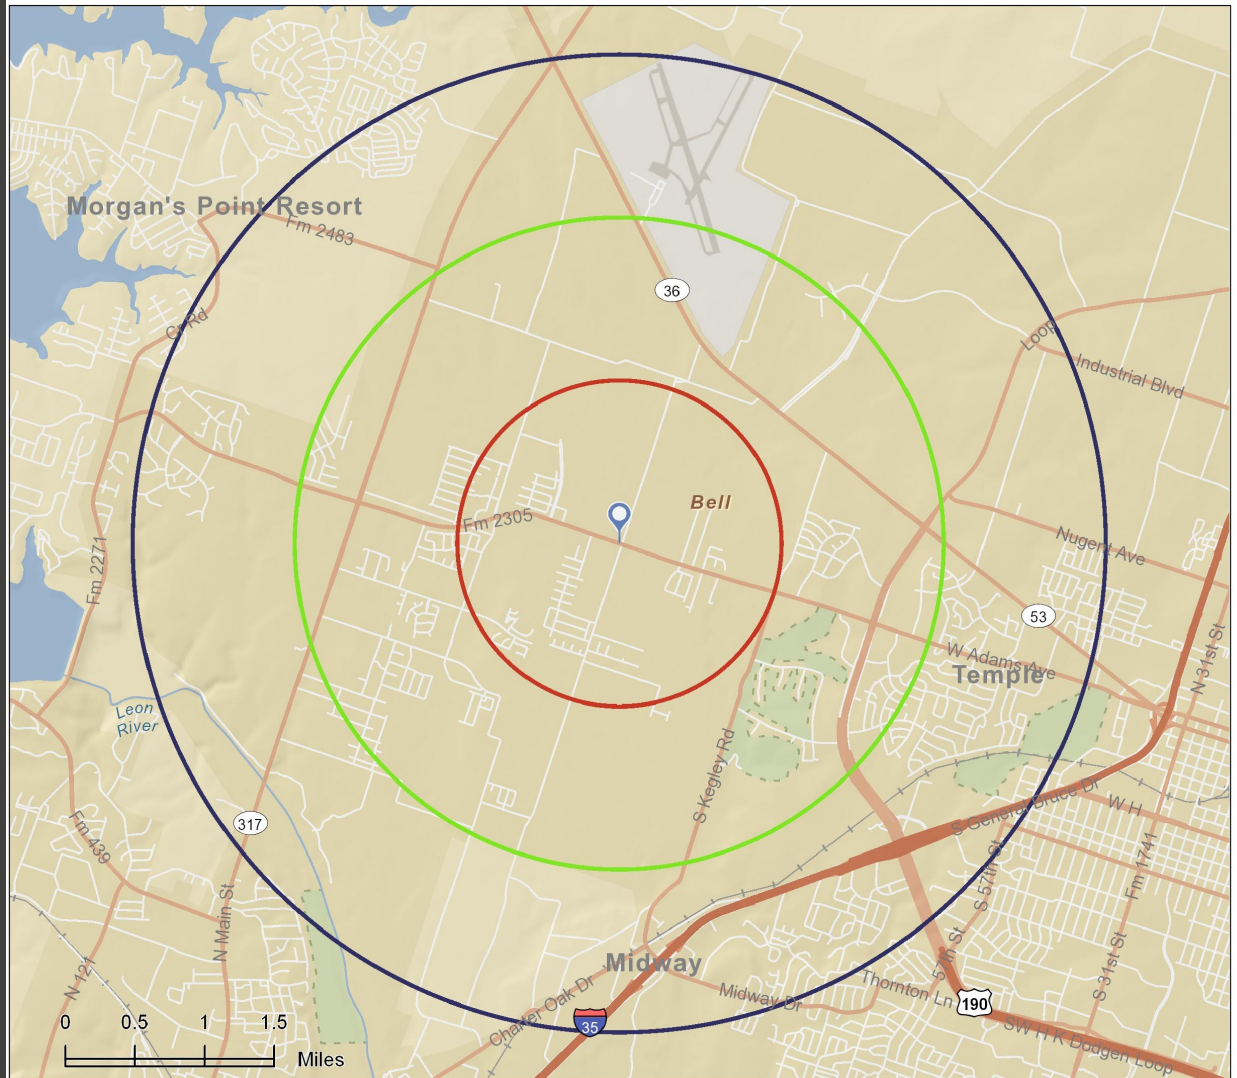 Morgan's Point Resort
Fm 2483
36
Loop
Industrial Blvd
Bell
Fm 2305
Fm 2271
Nugent Ave
53
W Adams Ave
Temple
N 31st St
Leon
River
S Kegley Rd
317
Fm 439
S General Bruce Dr
W H
S 57th St
Fm 1741
N Main St
57th St
Midway
S 31st St
N 121
Charter Oak Dr
Midway Dr
Thornton Ln
190
35
SW H K Dodgen Loop
0 0.5 1 1.5
Miles